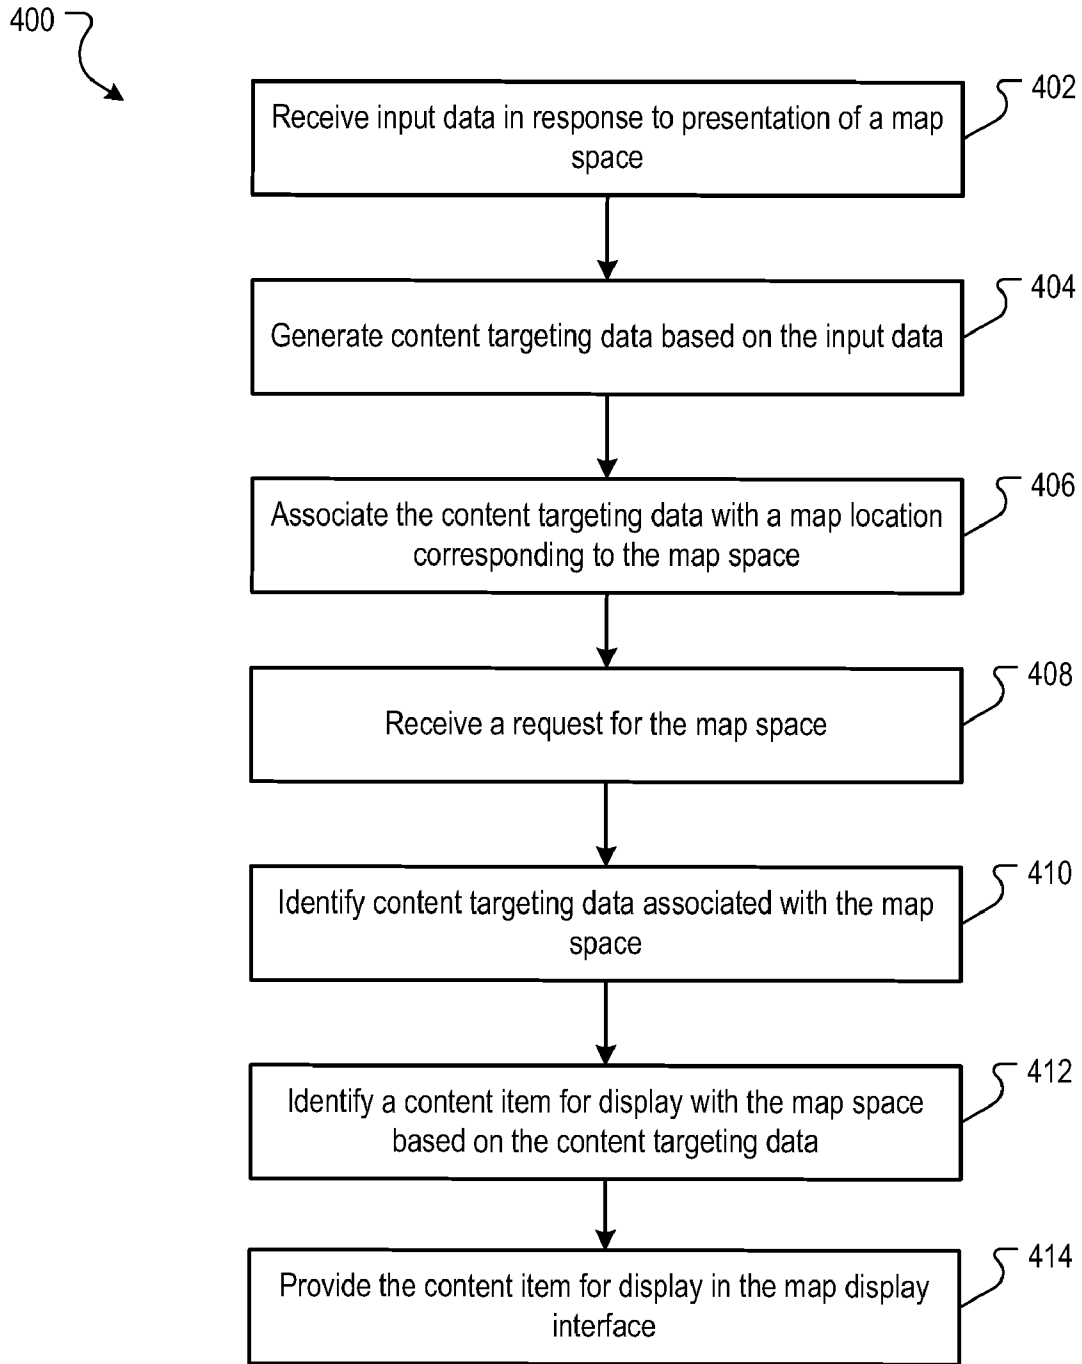 400
402
Receive input data in response to presentation of a map
space
404
Generate content targeting data based on the input data
406
Associate the content targeting data with a map location
corresponding to the map space
408
Receive a request for the map space
410
Identify content targeting data associated with the map
space
412
Identify a content item for display with the map space
based on the content targeting data
414
Provide the content item for display in the map display
interface